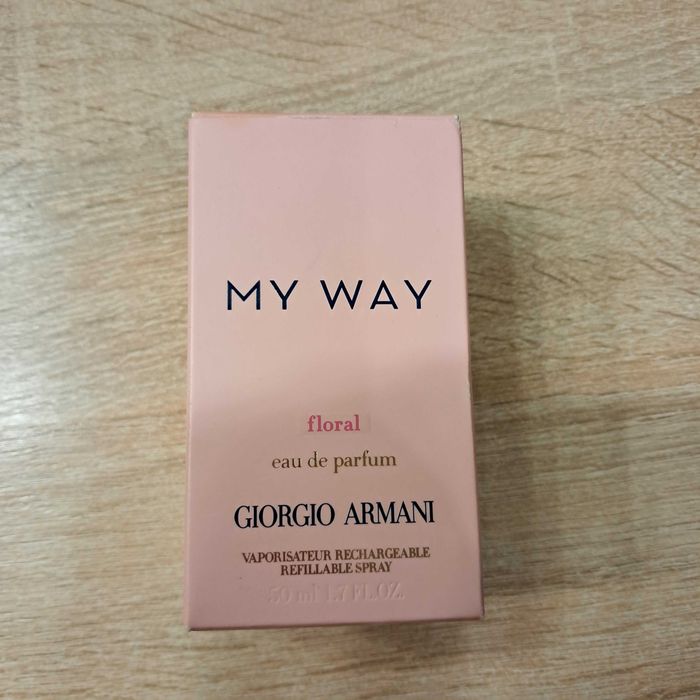 MY WAY
floral
eau de parfum
GIORGIO ARMANI
VAPORISATEUR RECHARGEABLE
REFILLABLE SPRAY
50 ml 1.7 FL.OZ.